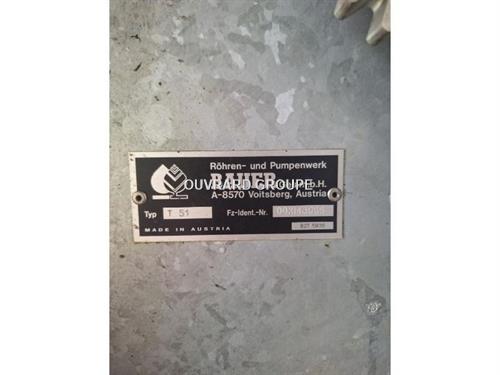 Röhren- und Pumpenwerk
BAUER
OUVRARD GROUPE
A-8570 Voitsberg, Austria
Typ T 51 Fz-Ident.-Nr.
MADE IN AUSTRIA